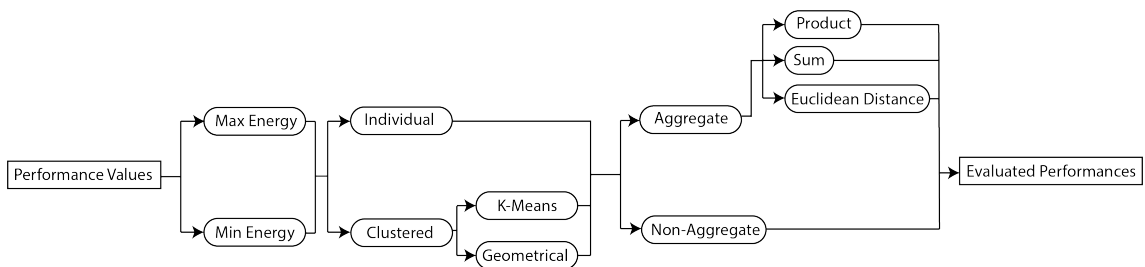 Performance Values
Max Energy
Min Energy
Individual
Clustered
K-Means
Geometrical
Aggregate
Non-Aggregate
Product
Sum
Euclidean Distance
Evaluated Performances